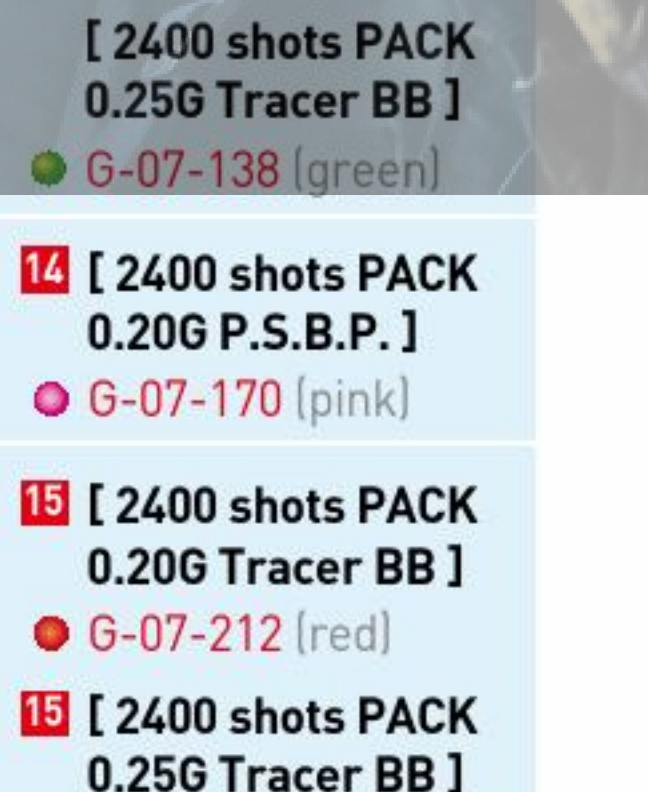 [ 2400 shots PACK
0.25G Tracer BB ]
G-07-138 (green)
14 [ 2400 shots PACK
0.20G P.S.B.P. ]
G-07-170 (pink)
15 [ 2400 shots PACK
0.20G Tracer BB ]
G-07-212 (red)
15 [ 2400 shots PACK
0.25G Tracer BB ]